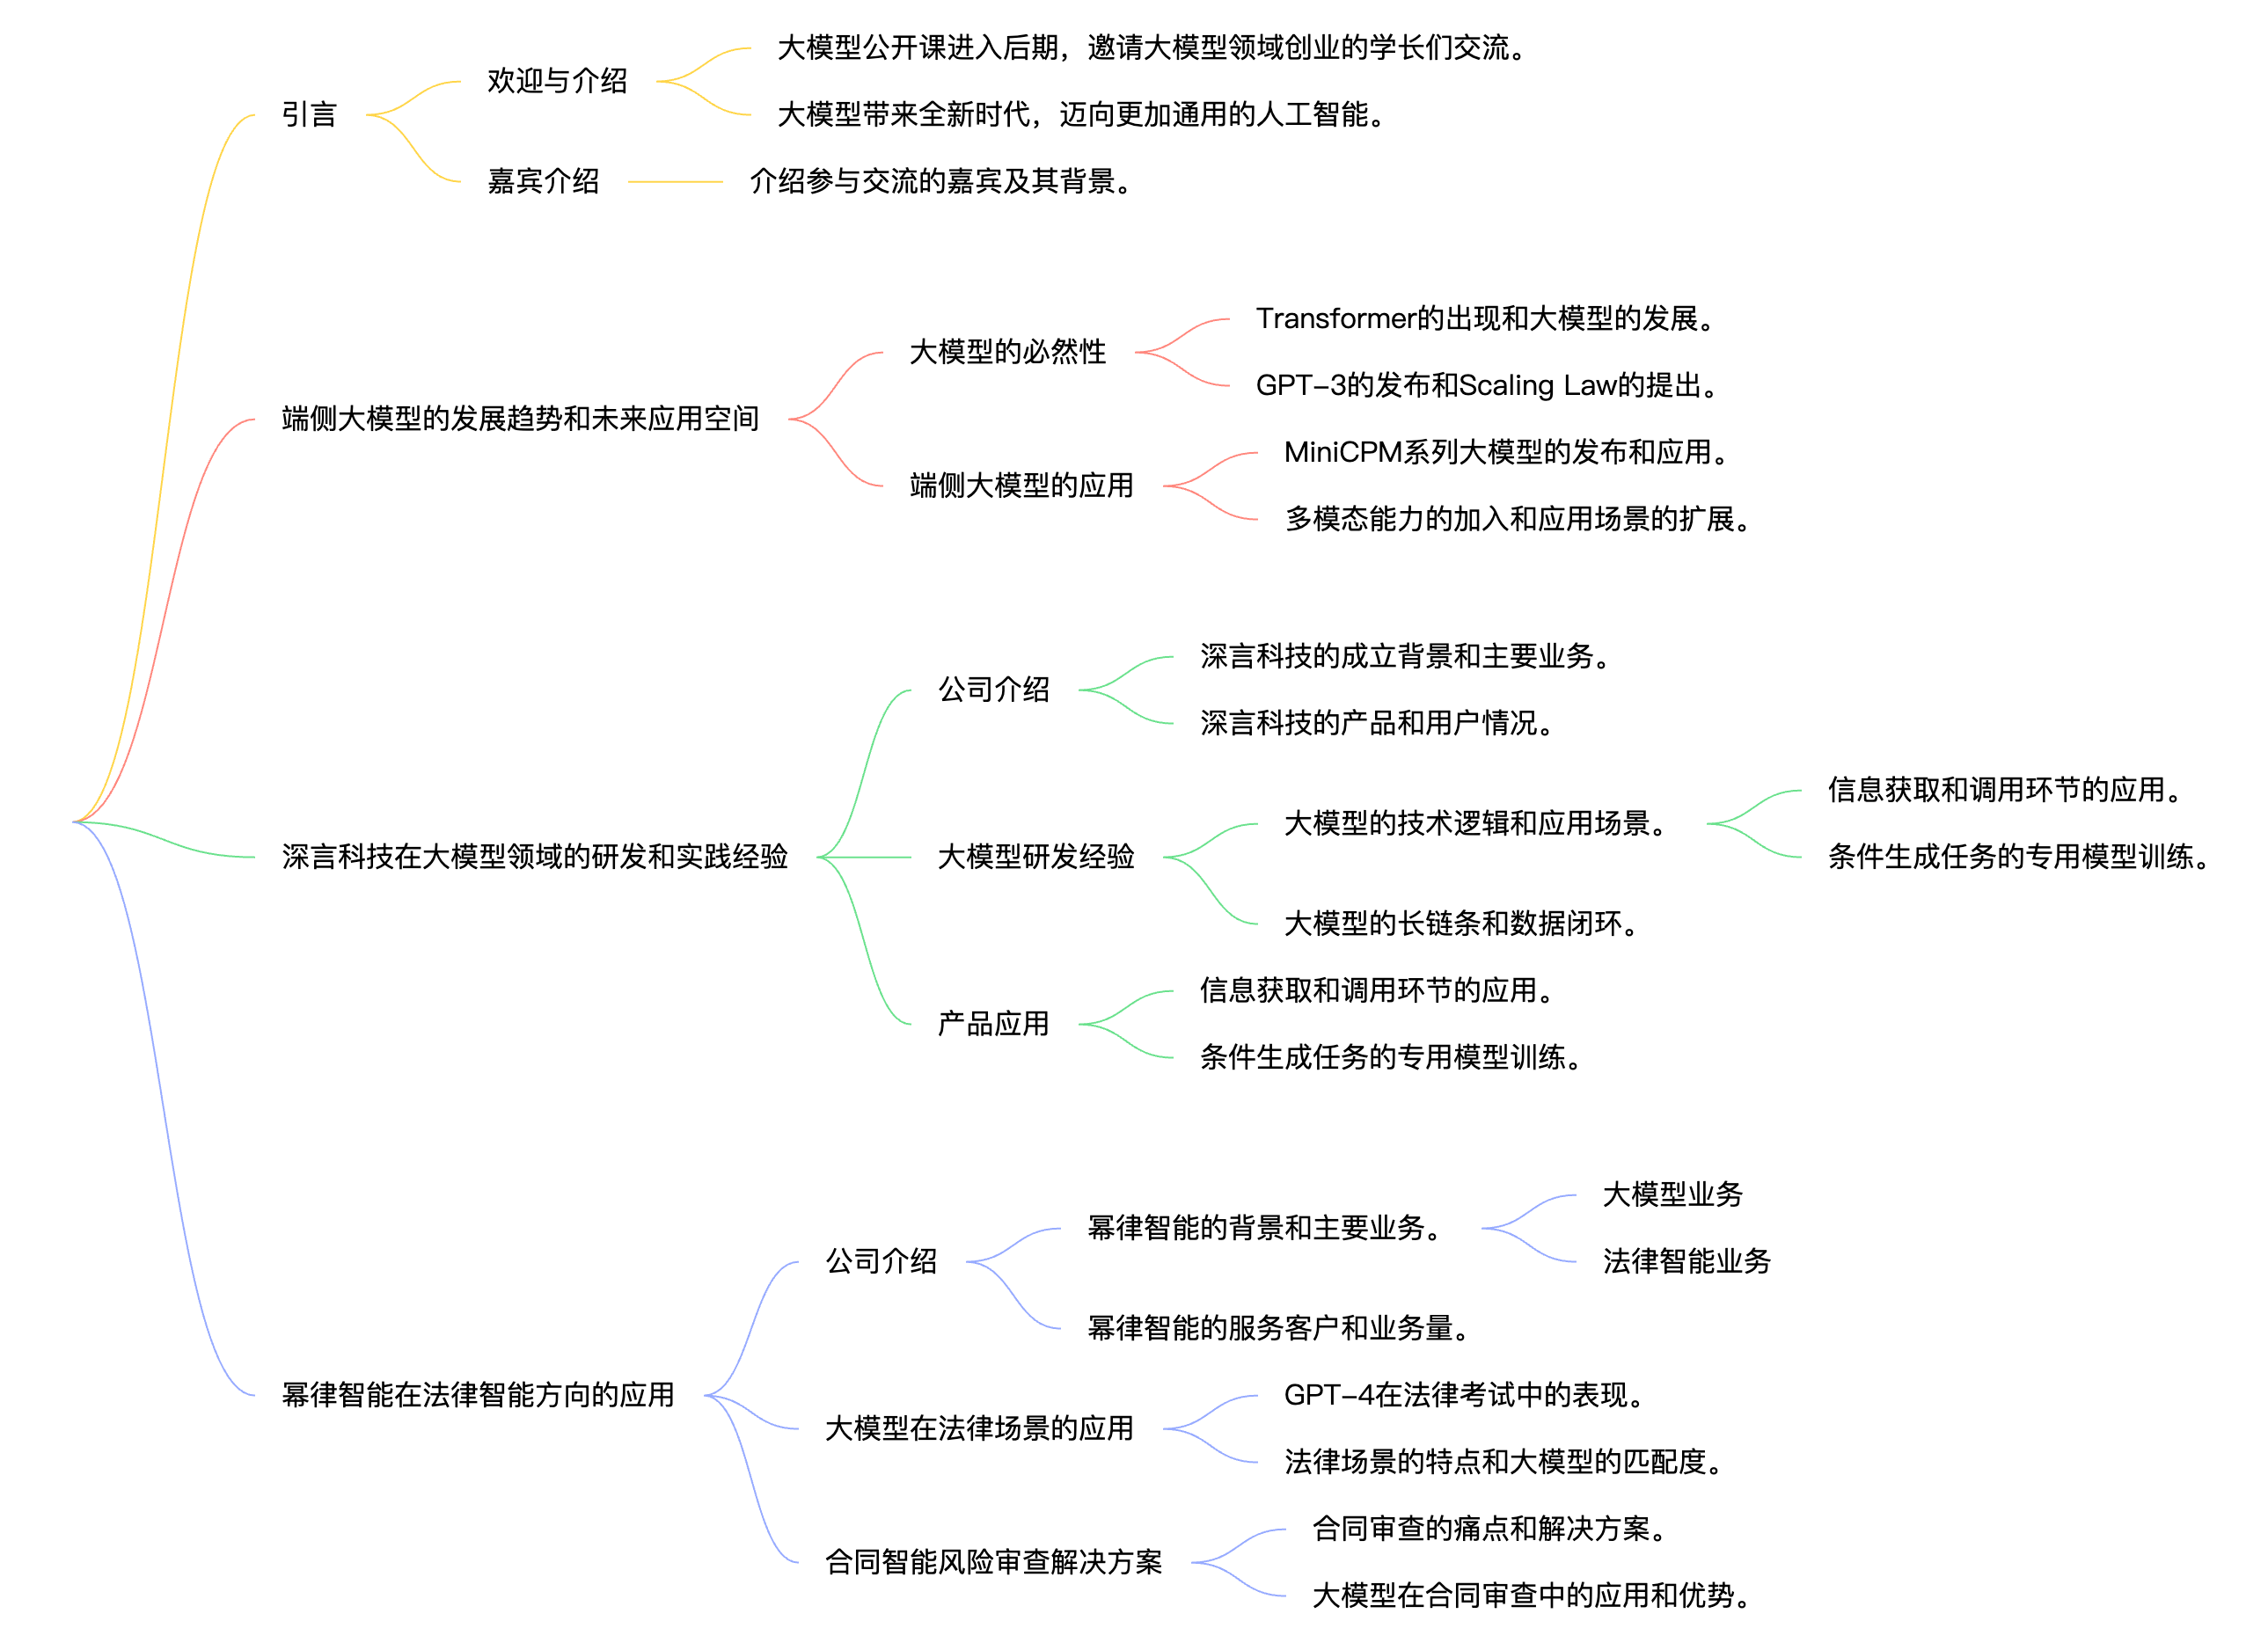 引言
欢迎与介绍
大模型公开课进入后期，邀请大模型领域创业的学长们交流。
大模型带来全新时代，迈向更加通用的人工智能。
嘉宾介绍
介绍参与交流的嘉宾及其背景。
端侧大模型的发展趋势和未来应用空间
大模型的必然性
Transformer的出现和大模型的发展。
GPT-3的发布和Scaling Law的提出。
端侧大模型的应用
MiniCPM系列大模型的发布和应用。
多模态能力的加入和应用场景的扩展。
深言科技在大模型领域的研发和实践经验
公司介绍
深言科技的成立背景和主要业务。
深言科技的产品和用户情况。
大模型研发经验
大模型的技术逻辑和应用场景。
信息获取和调用环节的应用。
条件生成任务的专用模型训练。
大模型的长链条和数据闭环。
产品应用
信息获取和调用环节的应用。
条件生成任务的专用模型训练。
幂律智能在法律智能方向的应用
公司介绍
幂律智能的背景和主要业务。
大模型业务
法律智能业务
幂律智能的服务客户和业务量。
大模型在法律场景的应用
GPT-4在法律考试中的表现。
法律场景的特点和大模型的匹配度。
合同智能风险审查解决方案
合同审查的痛点和解决方案。
大模型在合同审查中的应用和优势。